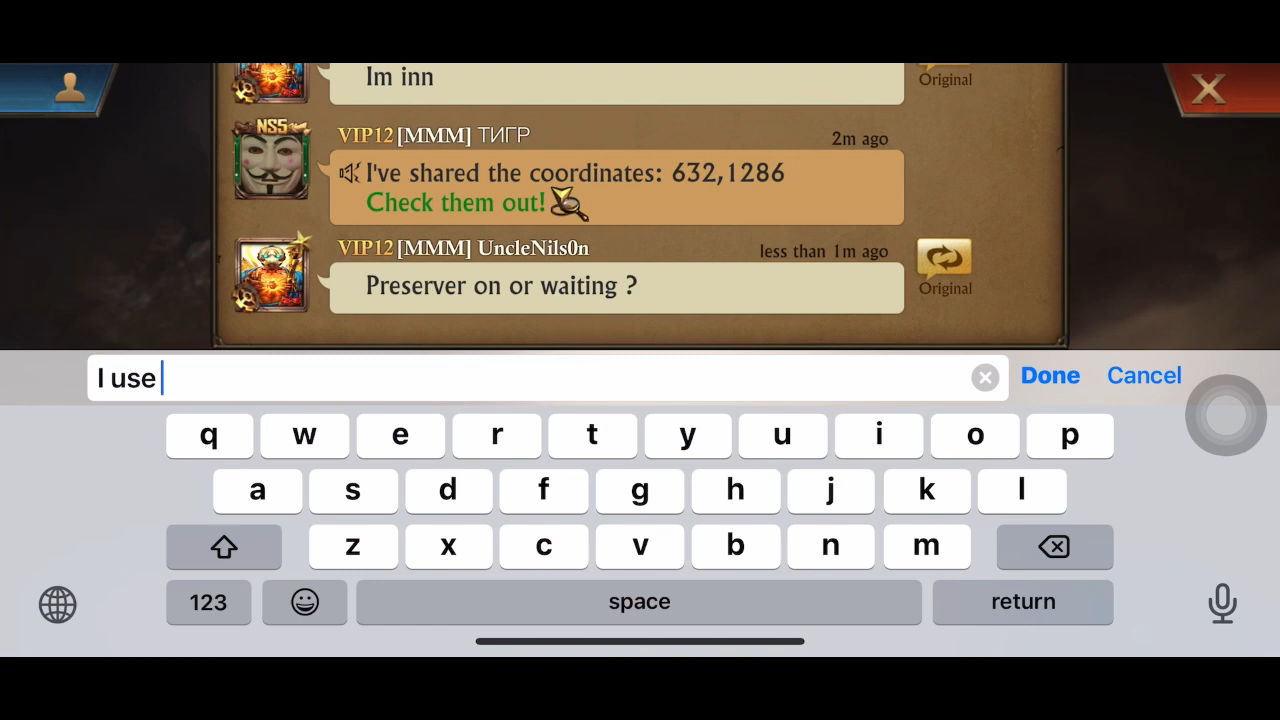 Im inn
Original
NS5
VIP12 [MMM] ТИГР
2m ago
I've shared the coordinates: 632,1286
Check them out!
VIP12 [MMM] UncleNils0n
less than 1m ago
Preserver on or waiting ?
Original
I use
Done
Cancel
q w e r t y u i o p
a s d f g h j k l
z x c v b n m
123
space
return